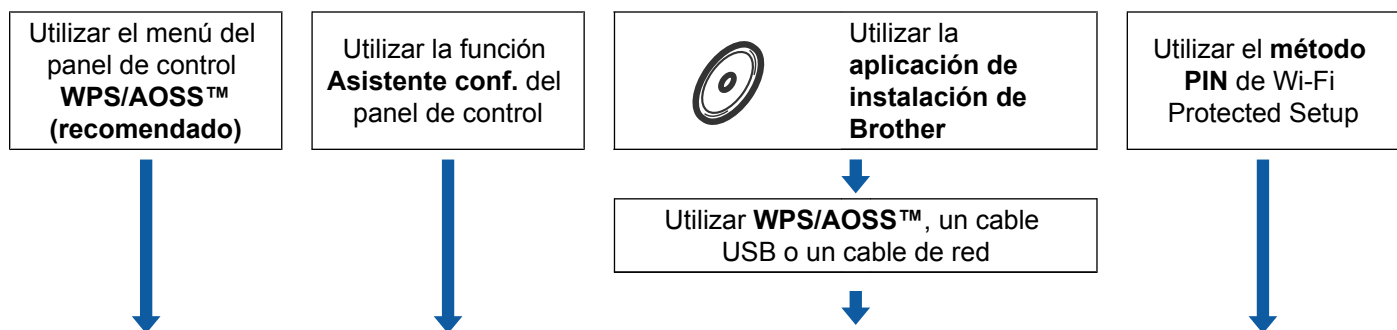 Utilizar el menú del
panel de control
WPS/AOSS™
(recomendado)
Utilizar la función
Asistente conf. del
panel de control
Utilizar la
aplicación de
instalación de
Brother
Utilizar el método
PIN de Wi-Fi
Protected Setup
Utilizar WPS/AOSS™, un cable
USB o un cable de red